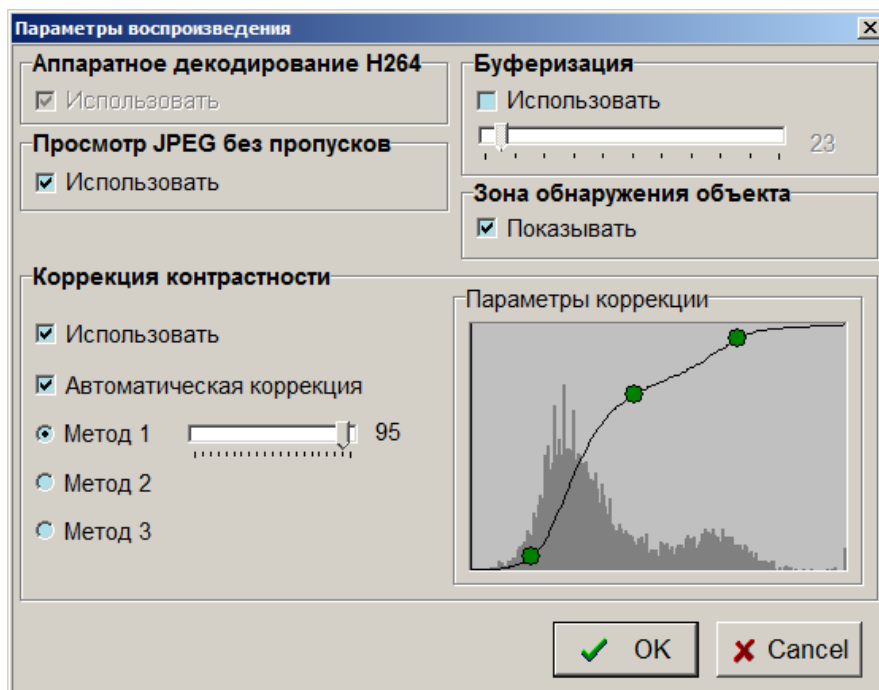 Параметры воспроизведения
Аппаратное декодирование H264
Использовать
Просмотр JPEG без пропусков
Использовать
Буферизация
Использовать
23
Зона обнаружения объекта
Показывать
Коррекция контрастности
Использовать
Автоматическая коррекция
Метод 1
95
Метод 2
Метод 3
Параметры коррекции
OK
Cancel